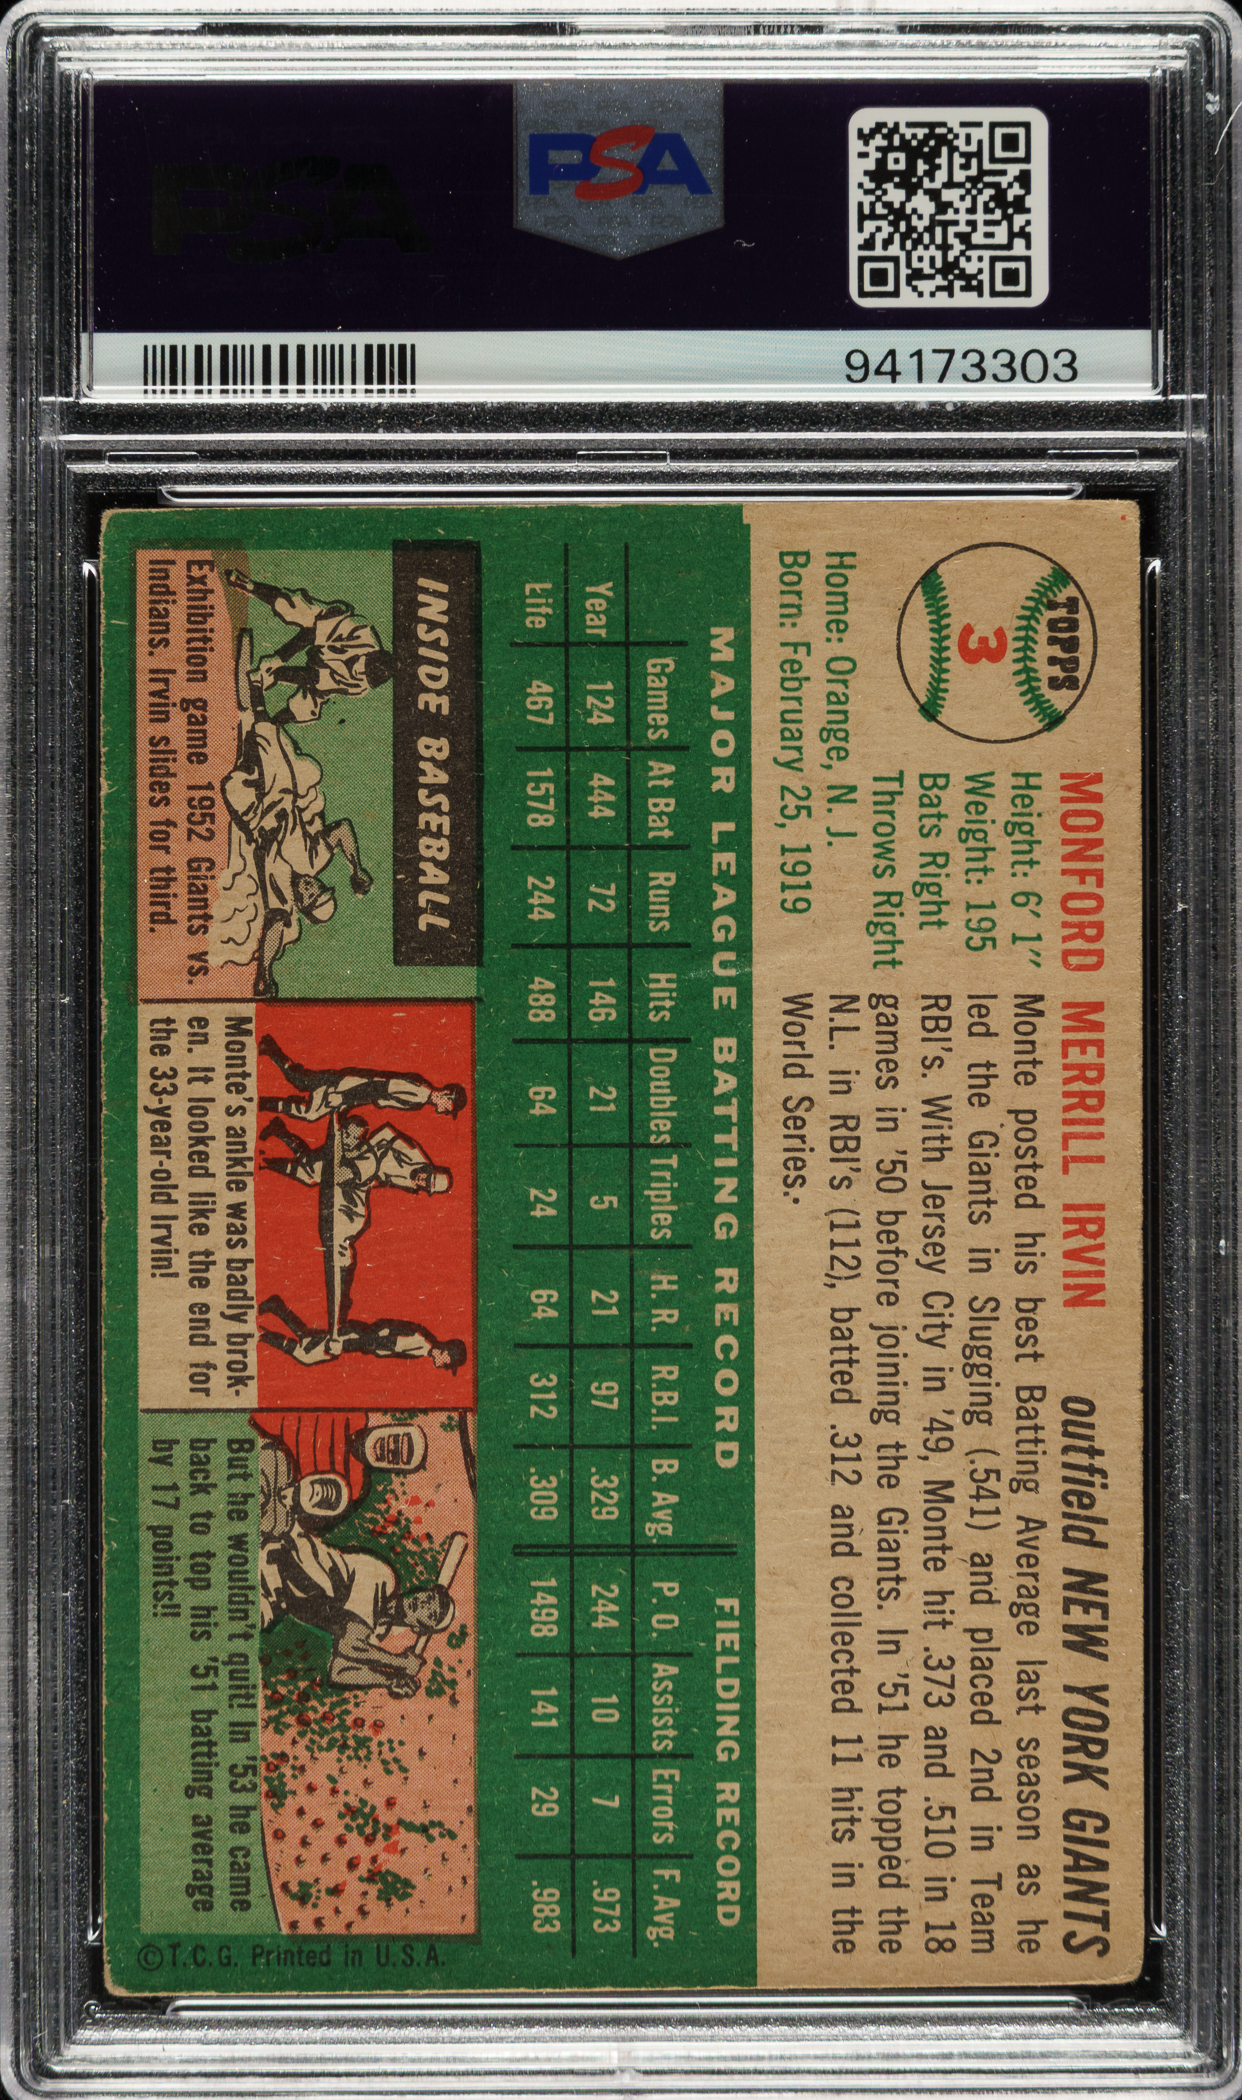 PSA
PSA
94173303
TOPPS
3
MONFORD MERRILL IRVIN
outfield NEW YORK GIANTS
Height: 6' 1"
Weight: 195
Bats Right
Throws Right
Home: Orange, N. J.
Born: February 25, 1919
Monte posted his best Batting Average last season as he
led the Giants in Slugging (.541) and placed 2nd in Team
RBI's. With Jersey City in '49, Monte hit .373 and .510 in 18
games in '50 before joining the Giants. In '51 he topped the
N.L. in RBI's (112), batted .312 and collected 11 hits in the
World Series.
MAJOR LEAGUE BATTING RECORD FIELDING RECORD
Games At Bat Runs Hits Doubles Triples H. R. R.B.I. B. Avg. P. O. Assists Errors F. Avg.
Year 124 444 72 146 21 5 21 97 .329 244 10 7 .973
Life 467 1578 244 488 64 24 64 312 .309 1498 141 29 .983
INSIDE BASEBALL
Exhibition game 1952 Giants vs.
Indians. Irvin slides for third.
Monte's ankle was badly brok-
en. It looked like the end for
the 33-year-old Irvin!
But he wouldn't quit! In '53 he came
back to top his '51 batting average
by 17 points!!
© T. C. G. Printed in U. S. A.